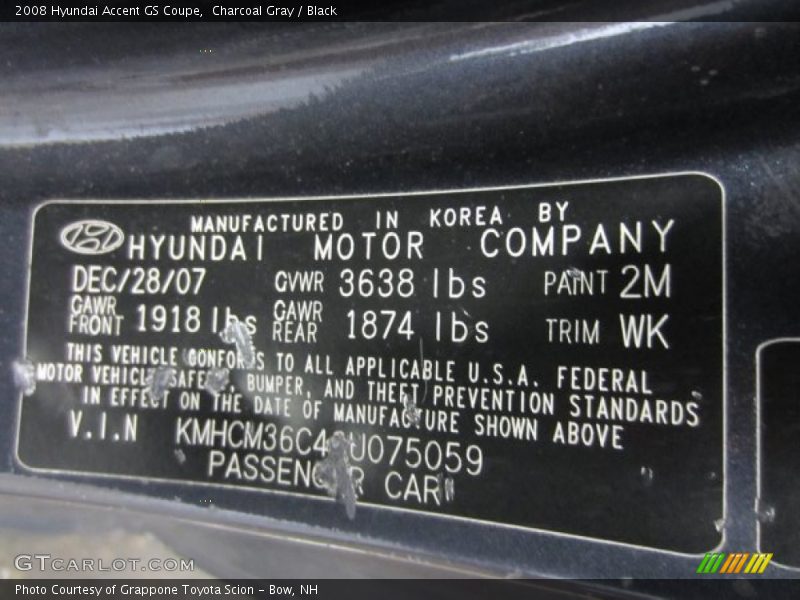 2008 Hyundai Accent GS Coupe,  Charcoal Gray / Black
MANUFACTURED IN KOREA BY
HYUNDAI MOTOR COMPANY
DEC/28/07 GVWR 3638 lbs PAINT 2M
GAWR FRONT 1918 lbs GAWR REAR 1874 lbs TRIM WK
THIS VEHICLE CONFORMS TO ALL APPLICABLE U.S.A. FEDERAL
MOTOR VEHICLE SAFETY, BUMPER, AND THEFT PREVENTION STANDARDS
IN EFFECT ON THE DATE OF MANUFACTURE SHOWN ABOVE
V.I.N
PASSENGER CAR
GTCARLOT.COM
Photo Courtesy of Grappone Toyota Scion – Bow, NH